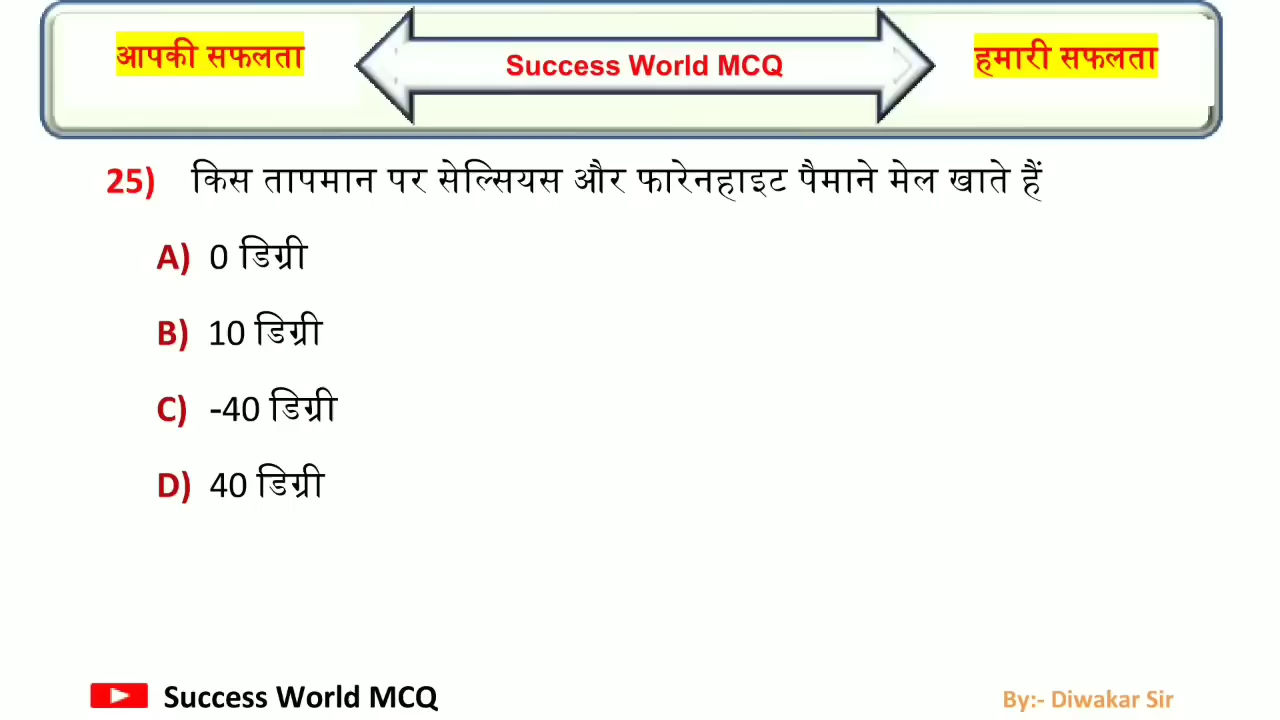 आपकी सफलता
Success World MCQ
हमारी सफलता
25) किस तापमान पर सेल्सियस और फारेनहाइट पैमाने मेल खाते हैं
A) 0 डिग्री
B) 10 डिग्री
C) -40 डिग्री
D) 40 डिग्री
Success World MCQ
By:- Diwakar Sir